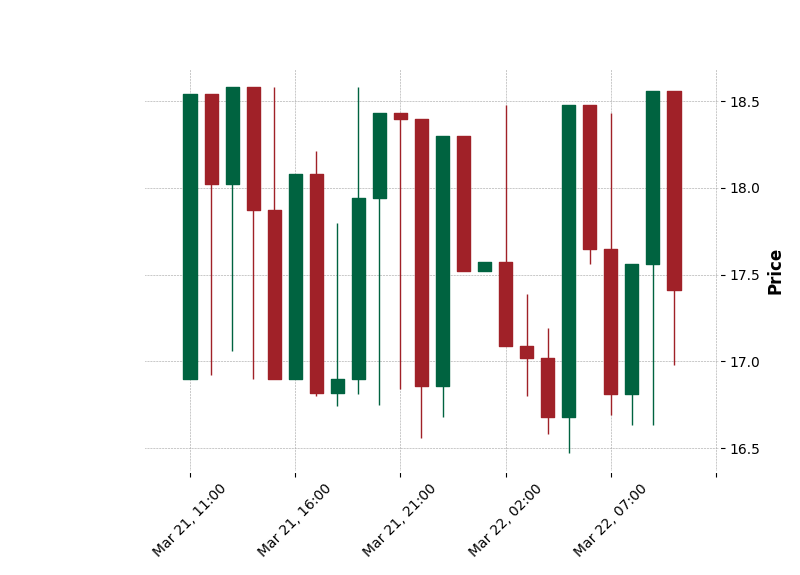 18.5
18.0
17.5
17.0
16.5
Price
Mar 21, 11:00
Mar 21, 16:00
Mar 21, 21:00
Mar 22, 02:00
Mar 22, 07:00